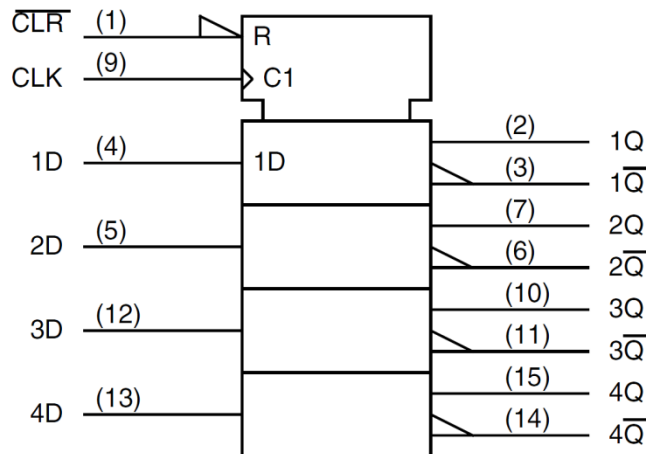 C̅L̅R̅ (1) R
CLK (9) C1
(2) 1Q
1D (4) 1D
(3) 1Q̅
(7) 2Q
2D (5)
(6) 2Q̅
(10) 3Q
3D (12)
(11) 3Q̅
(15) 4Q
4D (13)
(14) 4Q̅